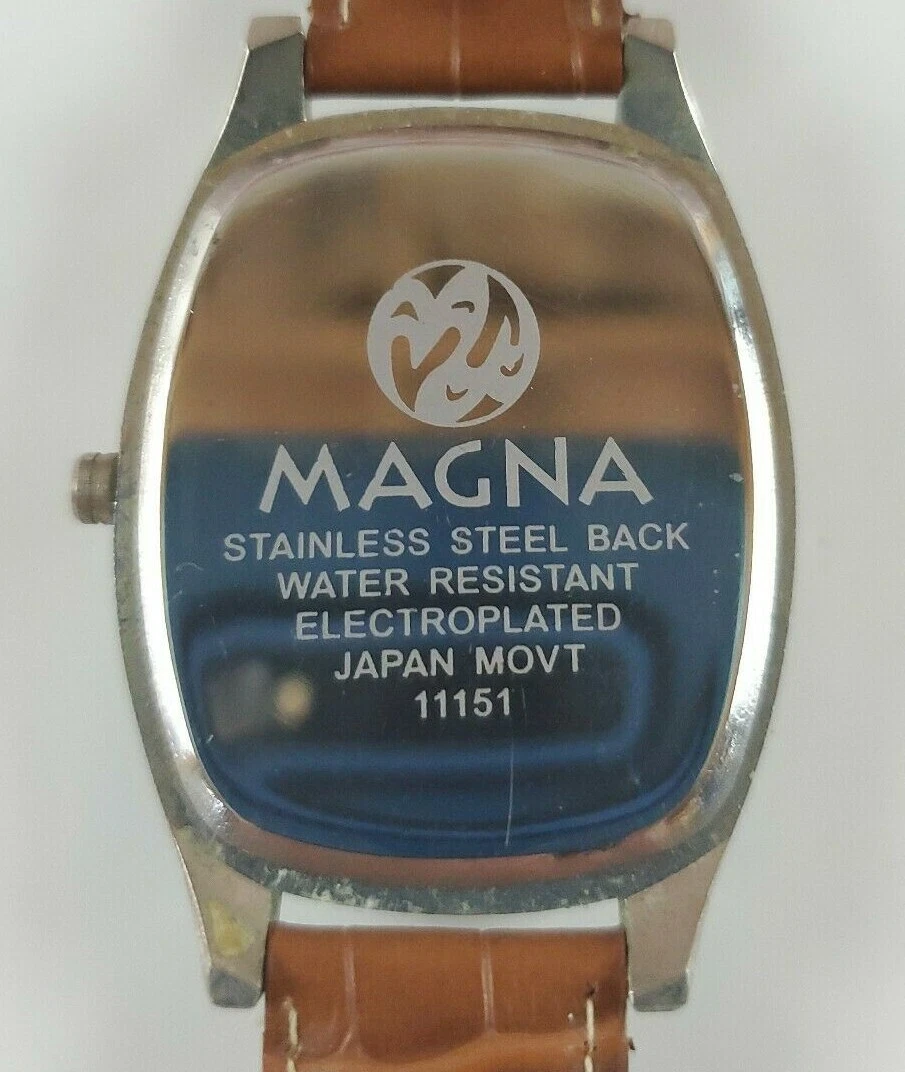 MAGNA
STAINLESS STEEL BACK
WATER RESISTANT
ELECTROPLATED
JAPAN MOVT
11151